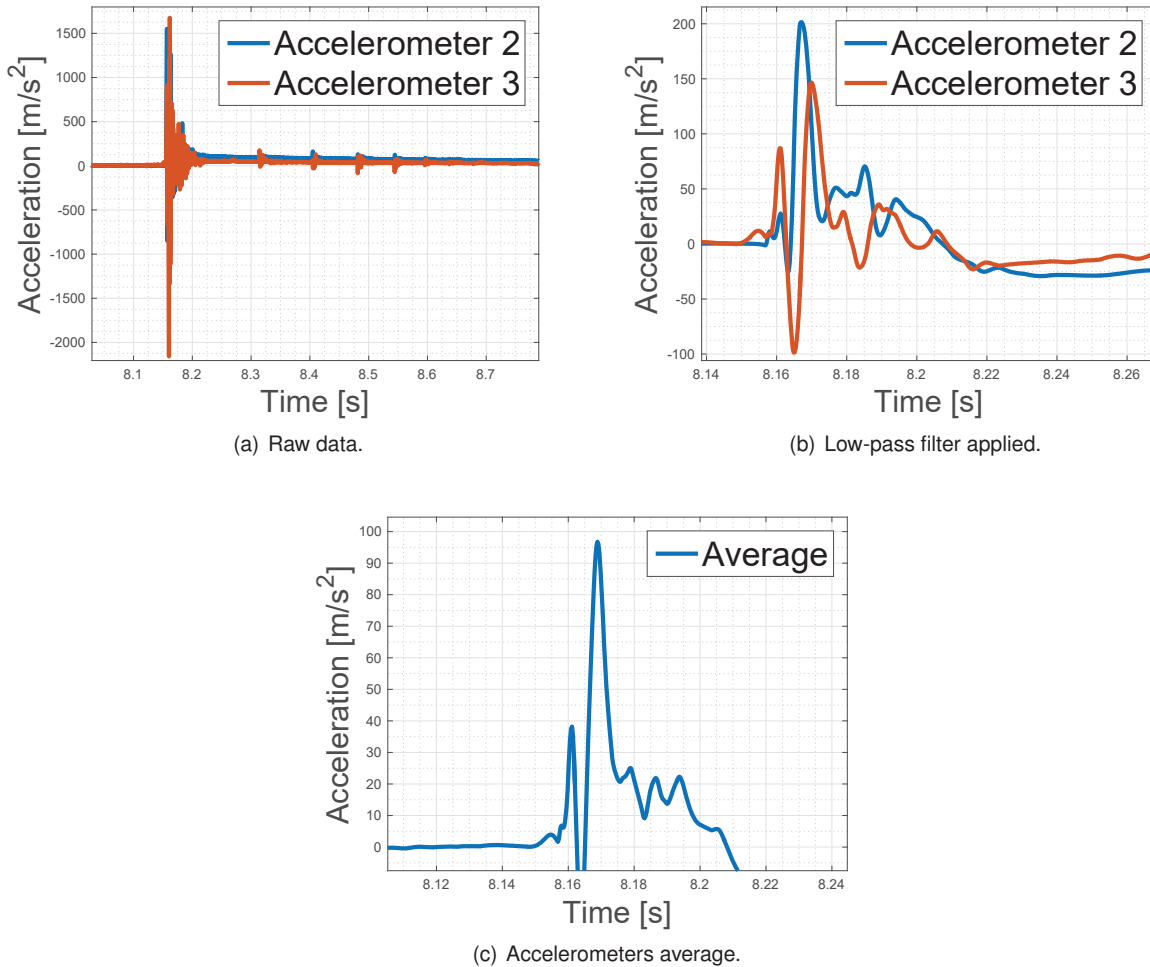 1500
1000
500
0
-500
-1000
1500
-2000
Acceleration [m/s2]
8.1 8.2 8.3 8.4 8.5 8.6 8.7
Time [s]
Accelerometer 2
Accelerometer 3
(a) Raw data.
200
150
100
50
0
-50
-100
Acceleration [m/s2]
8.14 8.16 8.18 8.2 8.22 8.24 8.26
Time [s]
Accelerometer 2
Accelerometer 3
(b) Low-pass filter applied.
100
90
80
70
60
50
40
30
20
10
0
Acceleration [m/s2]
8.12 8.14 8.16 8.18 8.2 8.22 8.24
Time [s]
Average
(c) Accelerometers average.